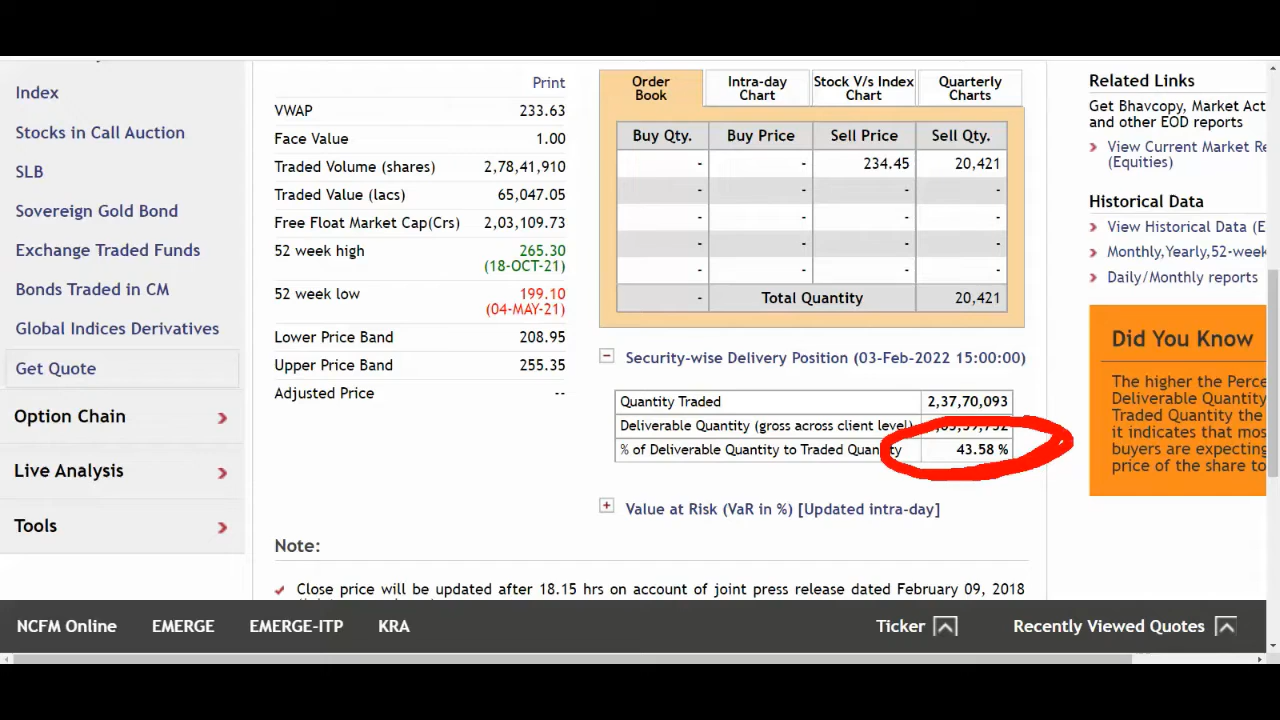 Index
Stocks in Call Auction
SLB
Sovereign Gold Bond
Exchange Traded Funds
Bonds Traded in CM
Global Indices Derivatives
Get Quote
Option Chain
Live Analysis
Tools
Print
VWAP 233.63
Face Value 1.00
Traded Volume (shares) 2,78,41,910
Traded Value (lacs) 65,047.05
Free Float Market Cap(Crs) 2,03,109.73
52 week high 265.30
(18-OCT-21)
52 week low 199.10
(04-MAY-21)
Lower Price Band 208.95
Upper Price Band 255.35
Adjusted Price --
Order Book
Intra-day Chart
Stock V/s Index Chart
Quarterly Charts
Buy Qty. Buy Price Sell Price Sell Qty.
- - 234.45 20,421
- - - -
- - - -
- - - -
- - - -
- Total Quantity 20,421
Security-wise Delivery Position (03-Feb-2022 15:00:00)
Quantity Traded 2,37,70,093
Deliverable Quantity (gross across client level)
% of Deliverable Quantity to Traded Quantity 43.58 %
Value at Risk (VaR in %) [Updated intra-day]
Note:
Close price will be updated after 18.15 hrs on account of joint press release dated February 09, 2018
Related Links
Get Bhavcopy, Market Act
and other EOD reports
View Current Market Re
(Equities)
Historical Data
View Historical Data (E
Monthly,Yearly,52-week
Daily/Monthly reports
Did You Know
The higher the Perce
Deliverable Quantity
Traded Quantity the
it indicates that mos
buyers are expecting
price of the share to
NCFM Online EMERGE EMERGE-ITP KRA Ticker Recently Viewed Quotes